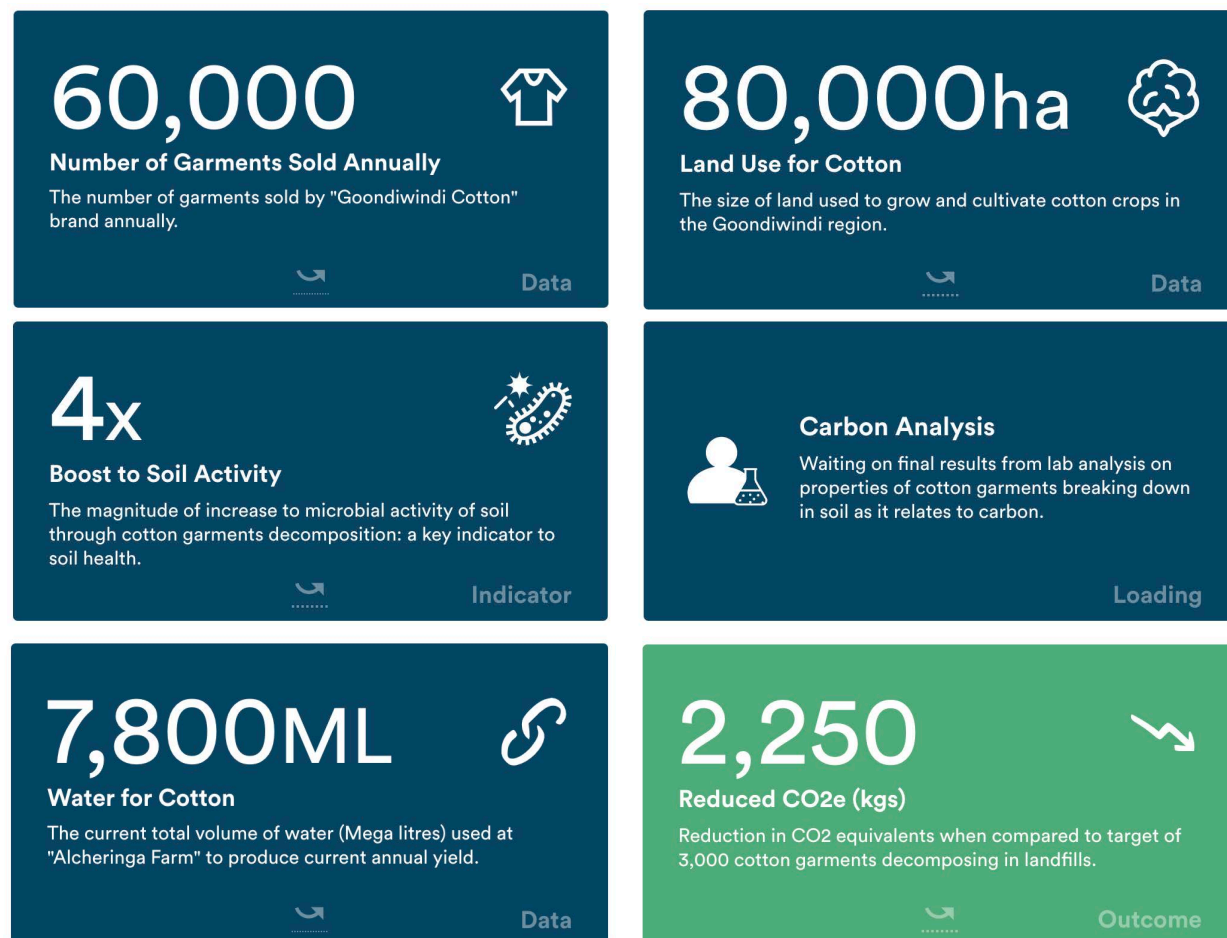 60,000
Number of Garments Sold Annually
The number of garments sold by "Goondiwindi Cotton"
brand annually.
Data
80,000ha
Land Use for Cotton
The size of land used to grow and cultivate cotton crops in
the Goondiwindi region.
Data
4x
Boost to Soil Activity
The magnitude of increase to microbial activity of soil
through cotton garments decomposition: a key indicator to
soil health.
Indicator
Carbon Analysis
Waiting on final results from lab analysis on
properties of cotton garments breaking down
in soil as it relates to carbon.
Loading
7,800ML
Water for Cotton
The current total volume of water (Mega litres) used at
"Alcheringa Farm" to produce current annual yield.
Data
2,250
Reduced CO2e (kgs)
Reduction in CO2 equivalents when compared to target of
3,000 cotton garments decomposing in landfills.
Outcome